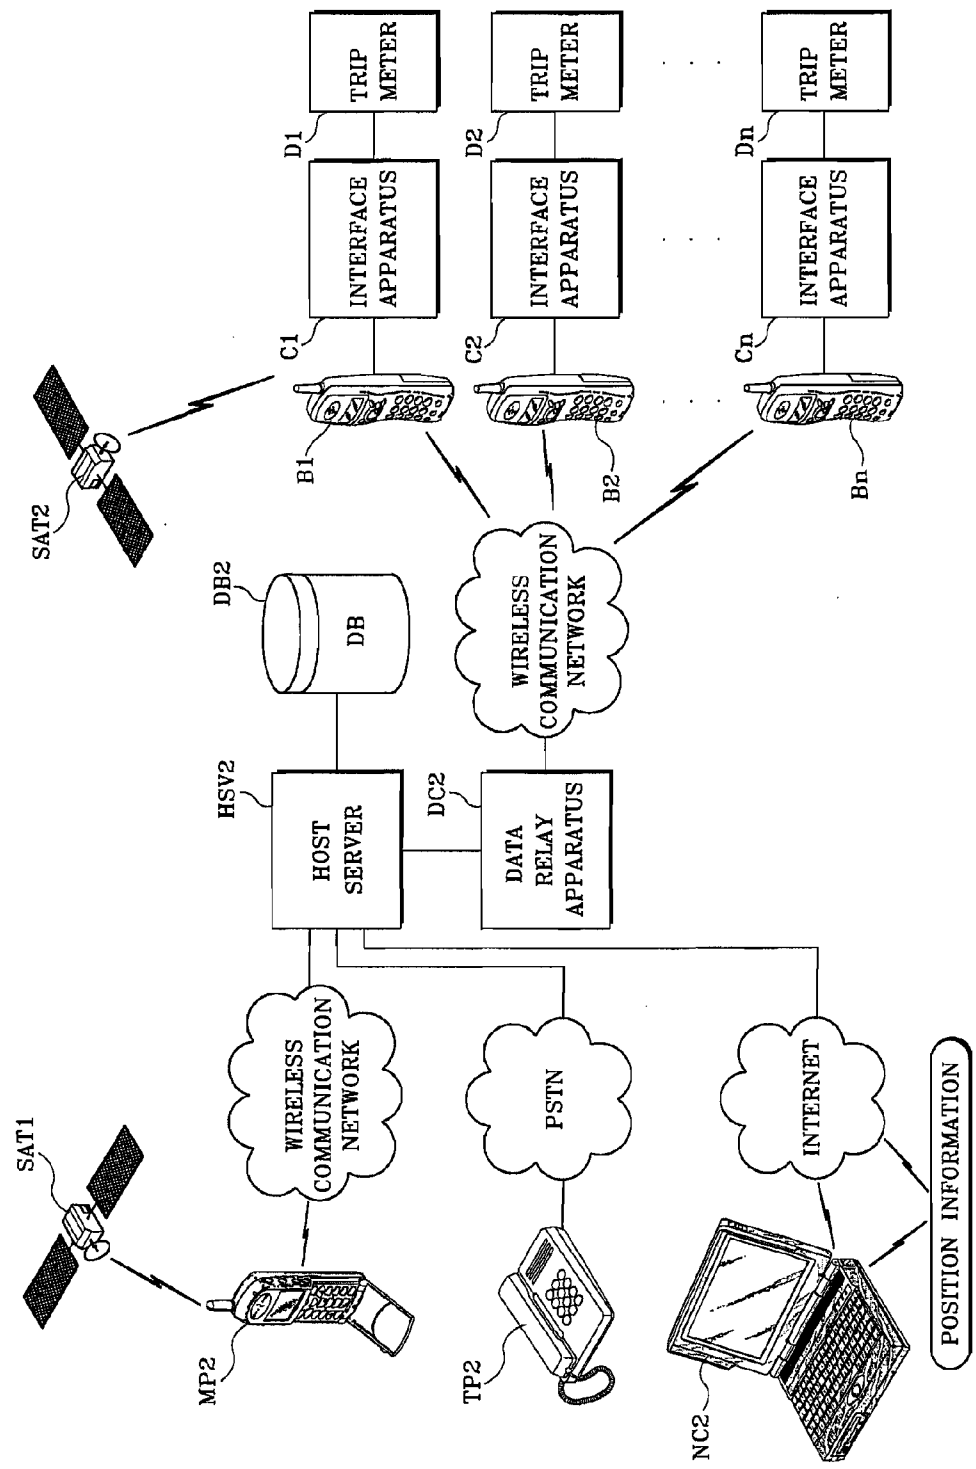 SAT1
SAT2
MP2
WIRELESS
COMMUNICATION
NETWORK
HSV2
HOST
SERVER
DB2
DB
B1
C1
INTERFACE
APPARATUS
D1
TRIP
METER
TP2
PSTN
DC2
DATA
RELAY
APPARATUS
WIRELESS
COMMUNICATION
NETWORK
B2
C2
INTERFACE
APPARATUS
D2
TRIP
METER
NC2
INTERNET
Bn
Cn
INTERFACE
APPARATUS
Dn
TRIP
METER
POSITION INFORMATION